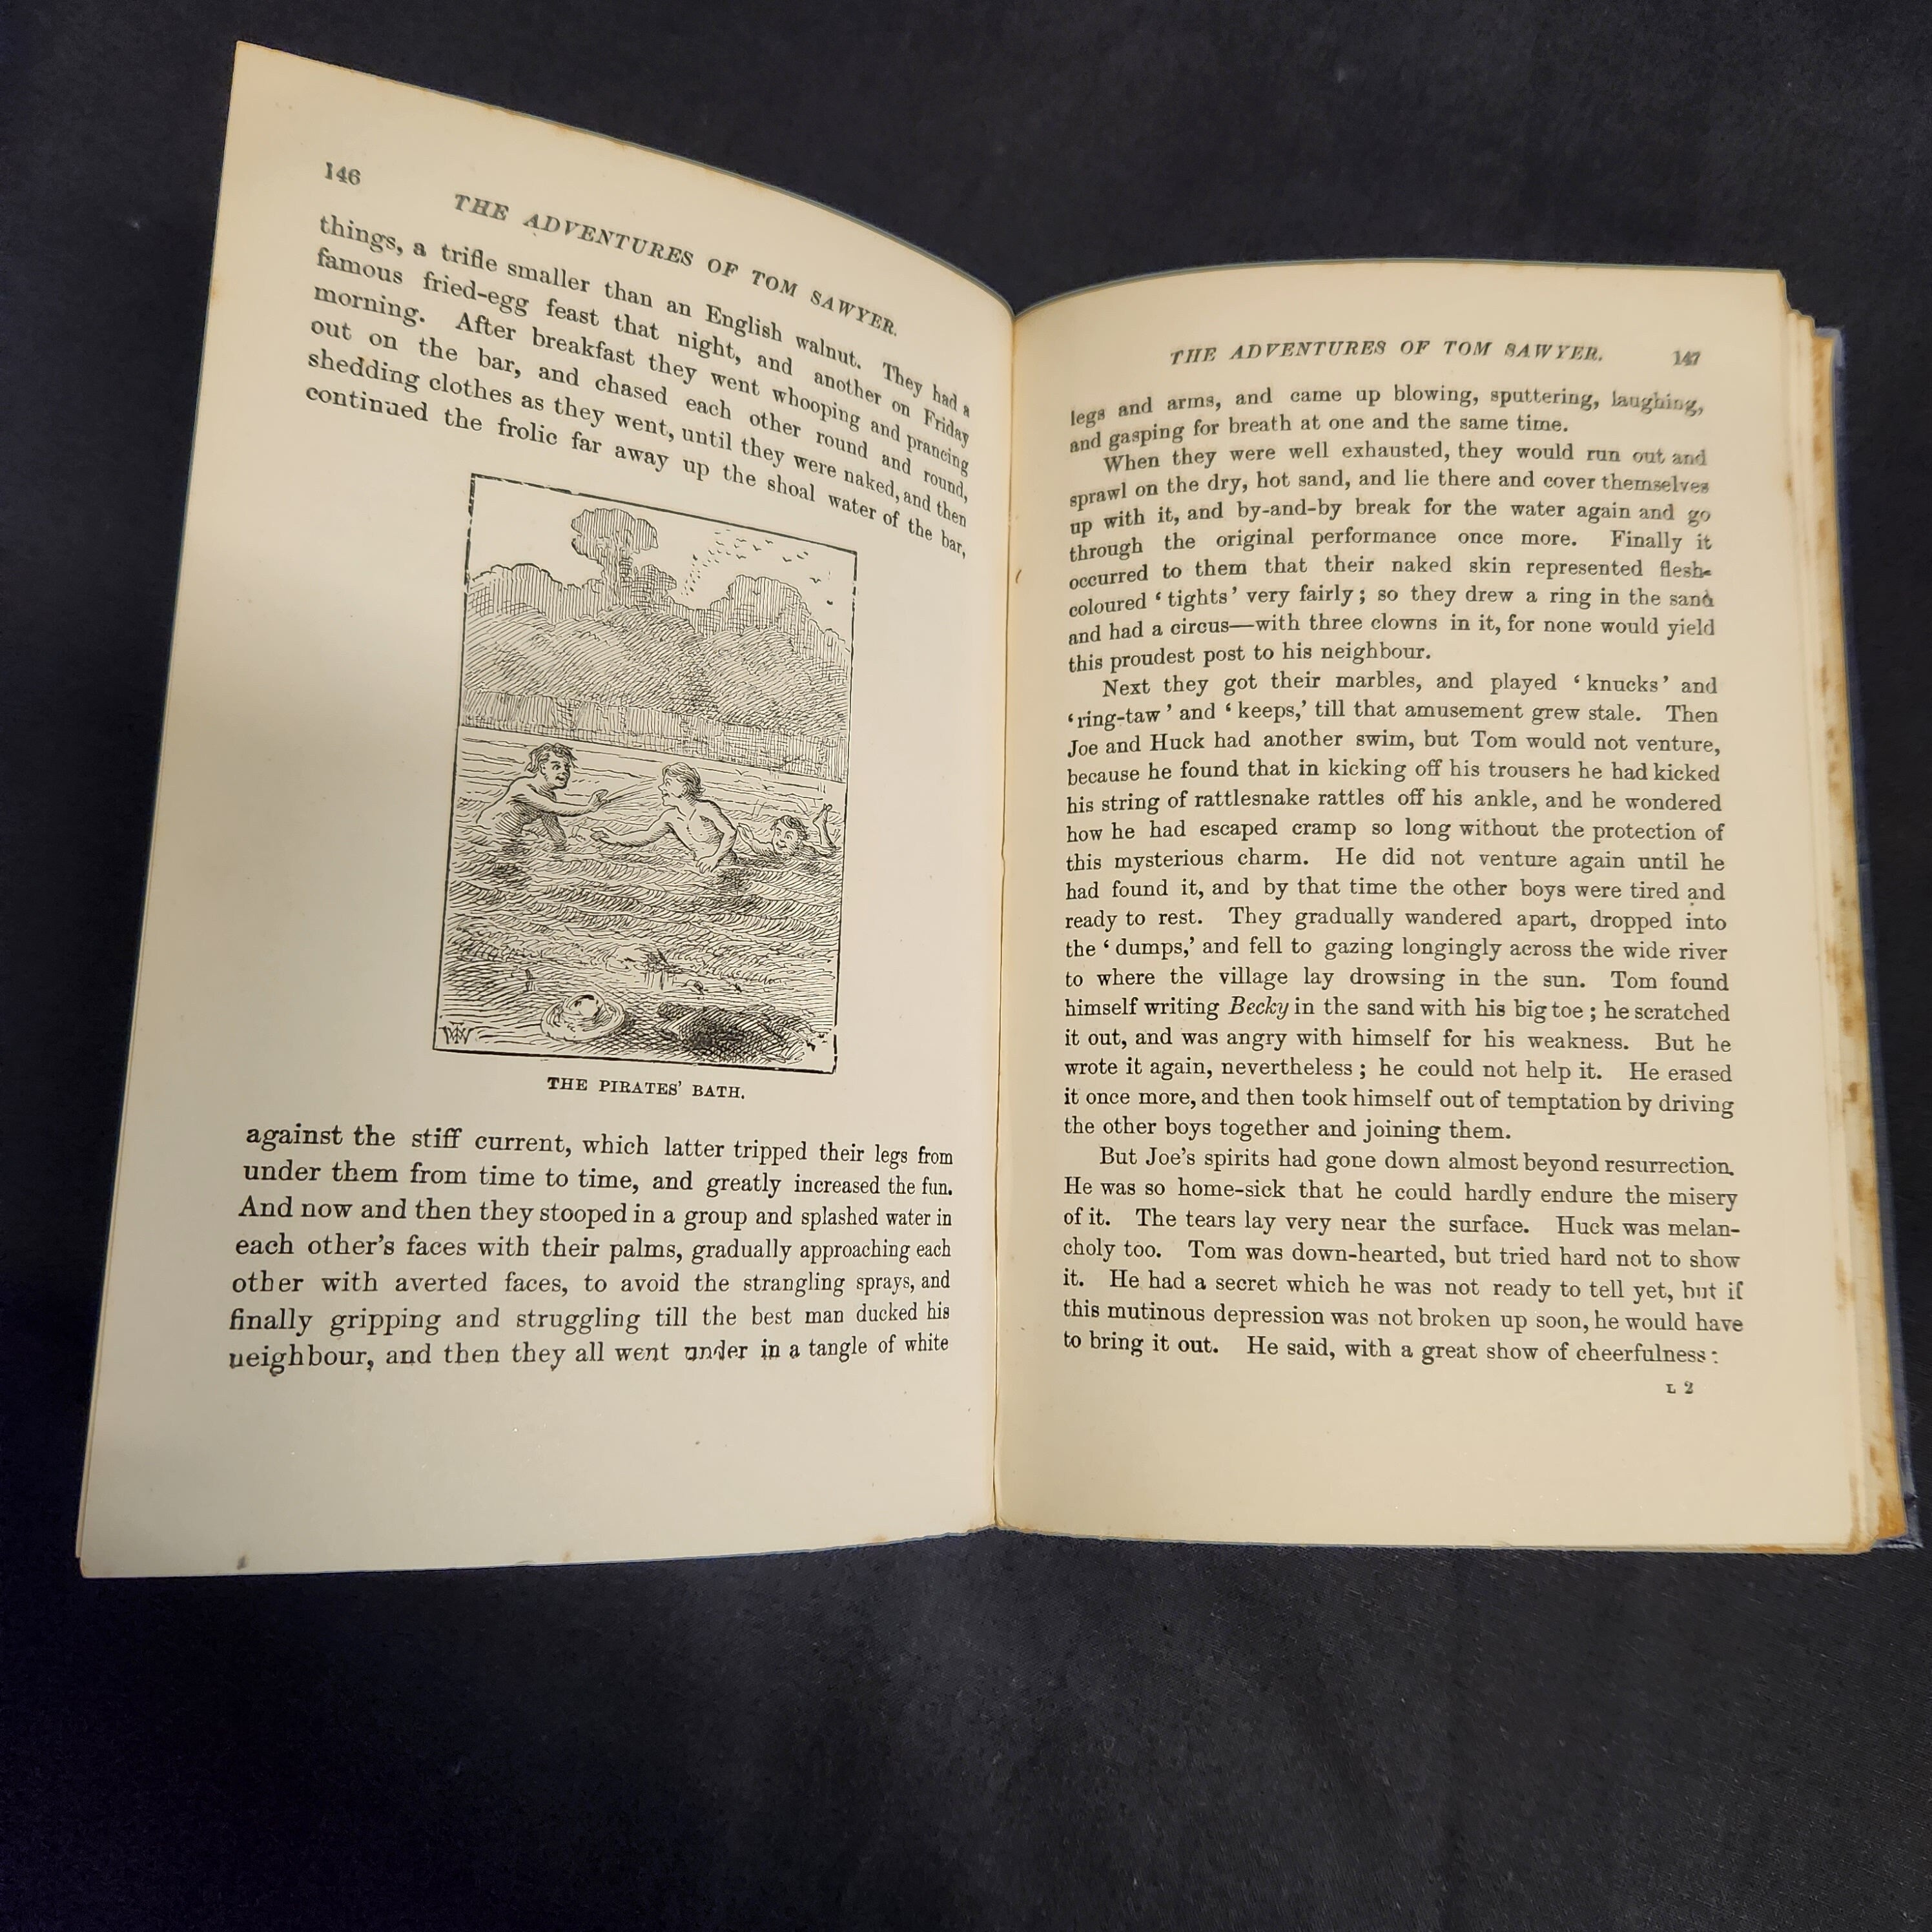 146
THE ADVENTURES OF TOM SAWYER.
things, a trifle smaller than an English walnut. They had a
famous fried-egg feast that night, and another on Friday
morning. After breakfast they went whooping and prancing
out on the bar, and chased each other round and round,
shedding clothes as they went, until they were naked, and then
continued the frolic far away up the shoal water of the bar,
THE PIRATES' BATH.
against the stiff current, which latter tripped their legs from
under them from time to time, and greatly increased the fun.
And now and then they stooped in a group and splashed water in
each other's faces with their palms, gradually approaching each
other with averted faces, to avoid the strangling sprays, and
finally gripping and struggling till the best man ducked his
neighbour, and then they all went under in a tangle of white
THE ADVENTURES OF TOM SAWYER. 147
legs and arms, and came up blowing, sputtering, laughing,
and gasping for breath at one and the same time.
When they were well exhausted, they would run out and
sprawl on the dry, hot sand, and lie there and cover themselves
up with it, and by-and-by break for the water again and go
through the original performance once more. Finally it
occurred to them that their naked skin represented flesh-
coloured ‘tights’ very fairly; so they drew a ring in the sand
and had a circus—with three clowns in it, for none would yield
this proudest post to his neighbour.
Next they got their marbles, and played ‘knucks’ and
‘ring-taw’ and ‘keeps,’ till that amusement grew stale. Then
Joe and Huck had another swim, but Tom would not venture,
because he found that in kicking off his trousers he had kicked
his string of rattlesnake rattles off his ankle, and he wondered
how he had escaped cramp so long without the protection of
this mysterious charm. He did not venture again until he
had found it, and by that time the other boys were tired and
ready to rest. They gradually wandered apart, dropped into
the ‘dumps,’ and fell to gazing longingly across the wide river
to where the village lay drowsing in the sun. Tom found
himself writing Becky in the sand with his big toe; he scratched
it out, and was angry with himself for his weakness. But he
wrote it again, nevertheless; he could not help it. He erased
it once more, and then took himself out of temptation by driving
the other boys together and joining them.
But Joe's spirits had gone down almost beyond resurrection.
He was so home-sick that he could hardly endure the misery
of it. The tears lay very near the surface. Huck was melan-
choly too. Tom was down-hearted, but tried hard not to show
it. He had a secret which he was not ready to tell yet, but if
this mutinous depression was not broken up soon, he would have
to bring it out. He said, with a great show of cheerfulness:
L 2